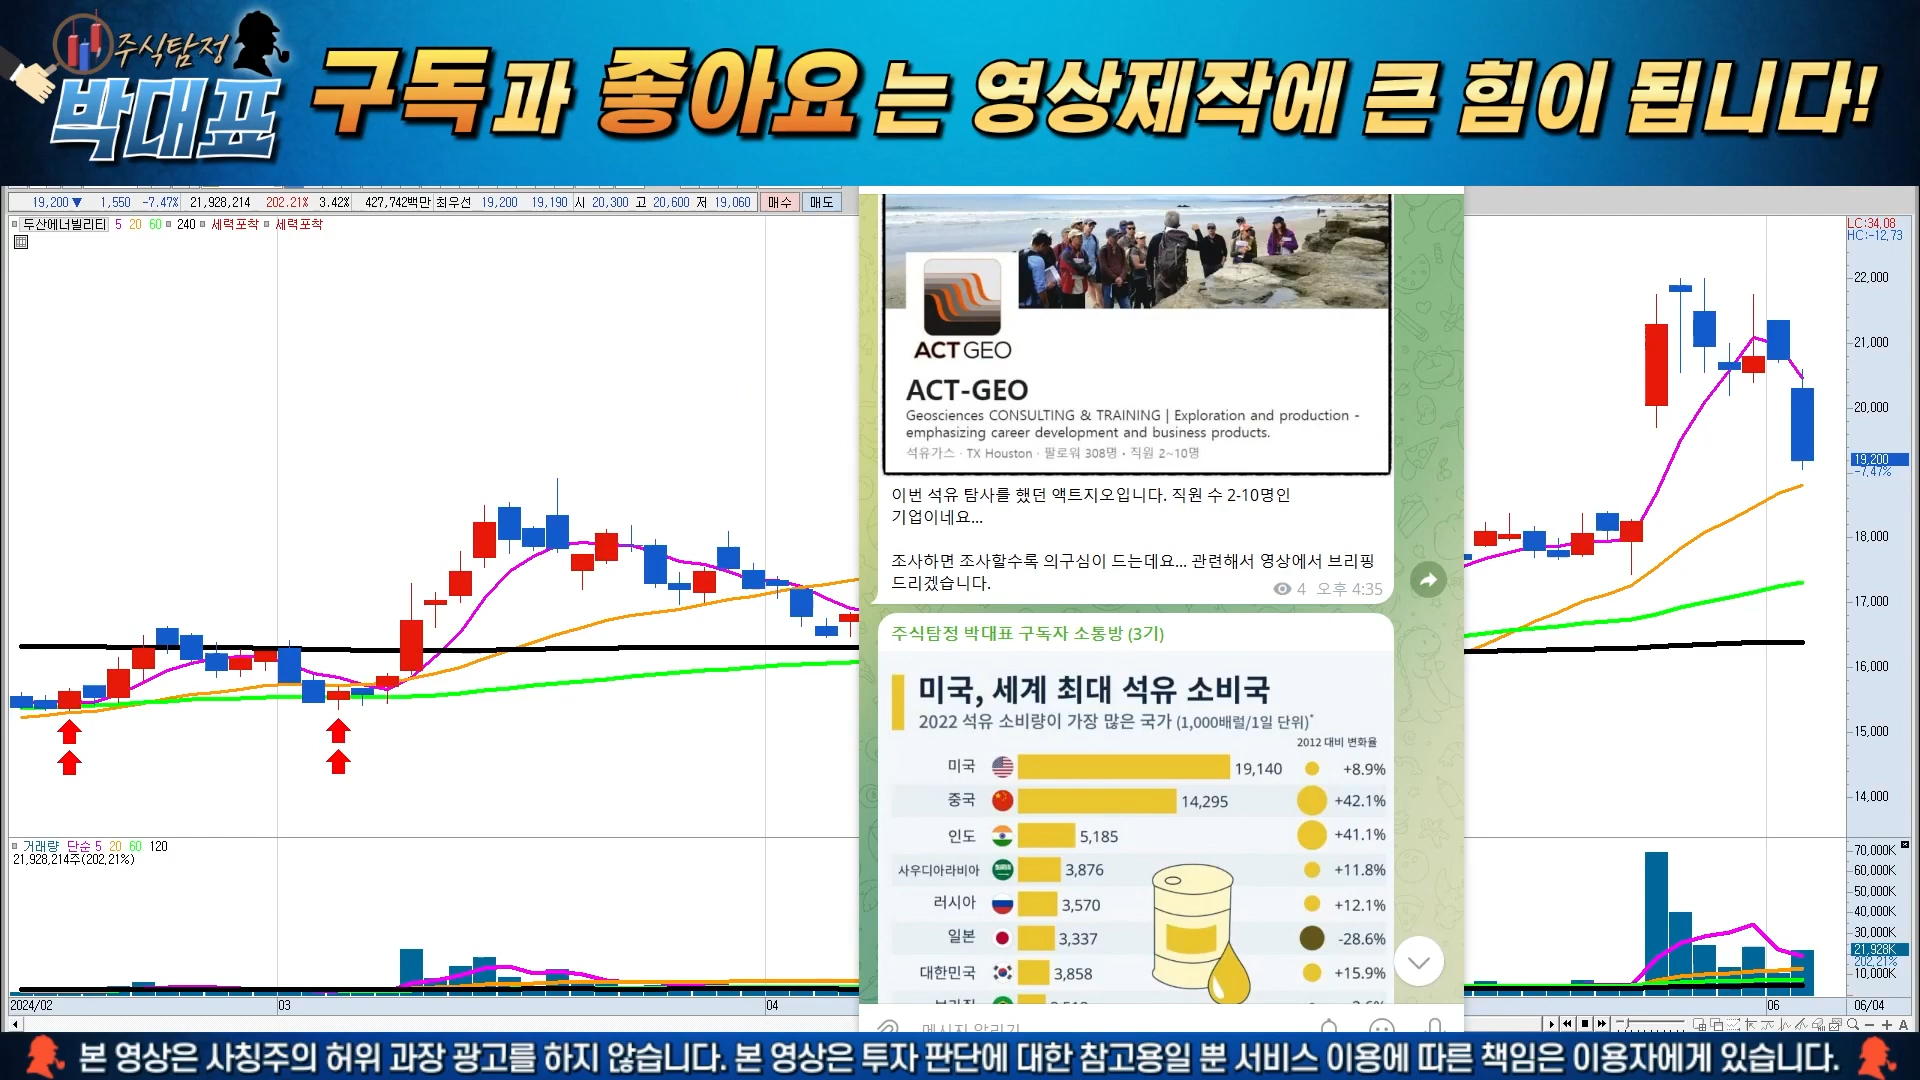 주식탐정
박대표
구독과 좋아요는 영상제작에 큰 힘이 됩니다!
19,200 ▼ 1,550 -7.47% 21,928,214 202.21% 3.42% 427,742백만 최우선 19,200 19,190 시 20,300 고 20,600 저 19,060 매수 매도
두산에너빌리티 5 20 60 240 세력포착 세력포착
LC:34,08
HC:-12,73
22,000
21,000
20,000
19,200
-7.47%
18,000
17,000
16,000
15,000
14,000
ACT GEO
ACT-GEO
Geosciences CONSULTING & TRAINING | Exploration and production -
emphasizing career development and business products.
석유가스 · TX Houston · 팔로워 308명 · 직원 2~10명
이번 석유 탐사를 했던 액트지오입니다. 직원 수 2-10명인
기업이네요...
조사하면 조사할수록 의구심이 드는데요... 관련해서 영상에서 브리핑
드리겠습니다.
4 오후 4:35
주식탐정 박대표 구독자 소통방 (3기)
미국, 세계 최대 석유 소비국
2022 석유 소비량이 가장 많은 국가 (1,000배럴/1일 단위)*
2012 대비 변화율
미국 19,140 +8.9%
중국 14,295 +42.1%
인도 5,185 +41.1%
사우디아라비아 3,876 +11.8%
러시아 3,570 +12.1%
일본 3,337 -28.6%
대한민국 3,858 +15.9%
메시지 알리기
거래량 단순 5 20 60 120
21,928,214주(202,21%)
70,000K
60,000K
50,000K
40,000K
30,000K
21,928K
202,21%
10,000K
2024/02 03 04 06 06/04
본 영상은 사칭주의 허위 과장 광고를 하지 않습니다. 본 영상은 투자 판단에 대한 참고용일 뿐 서비스 이용에 따른 책임은 이용자에게 있습니다.